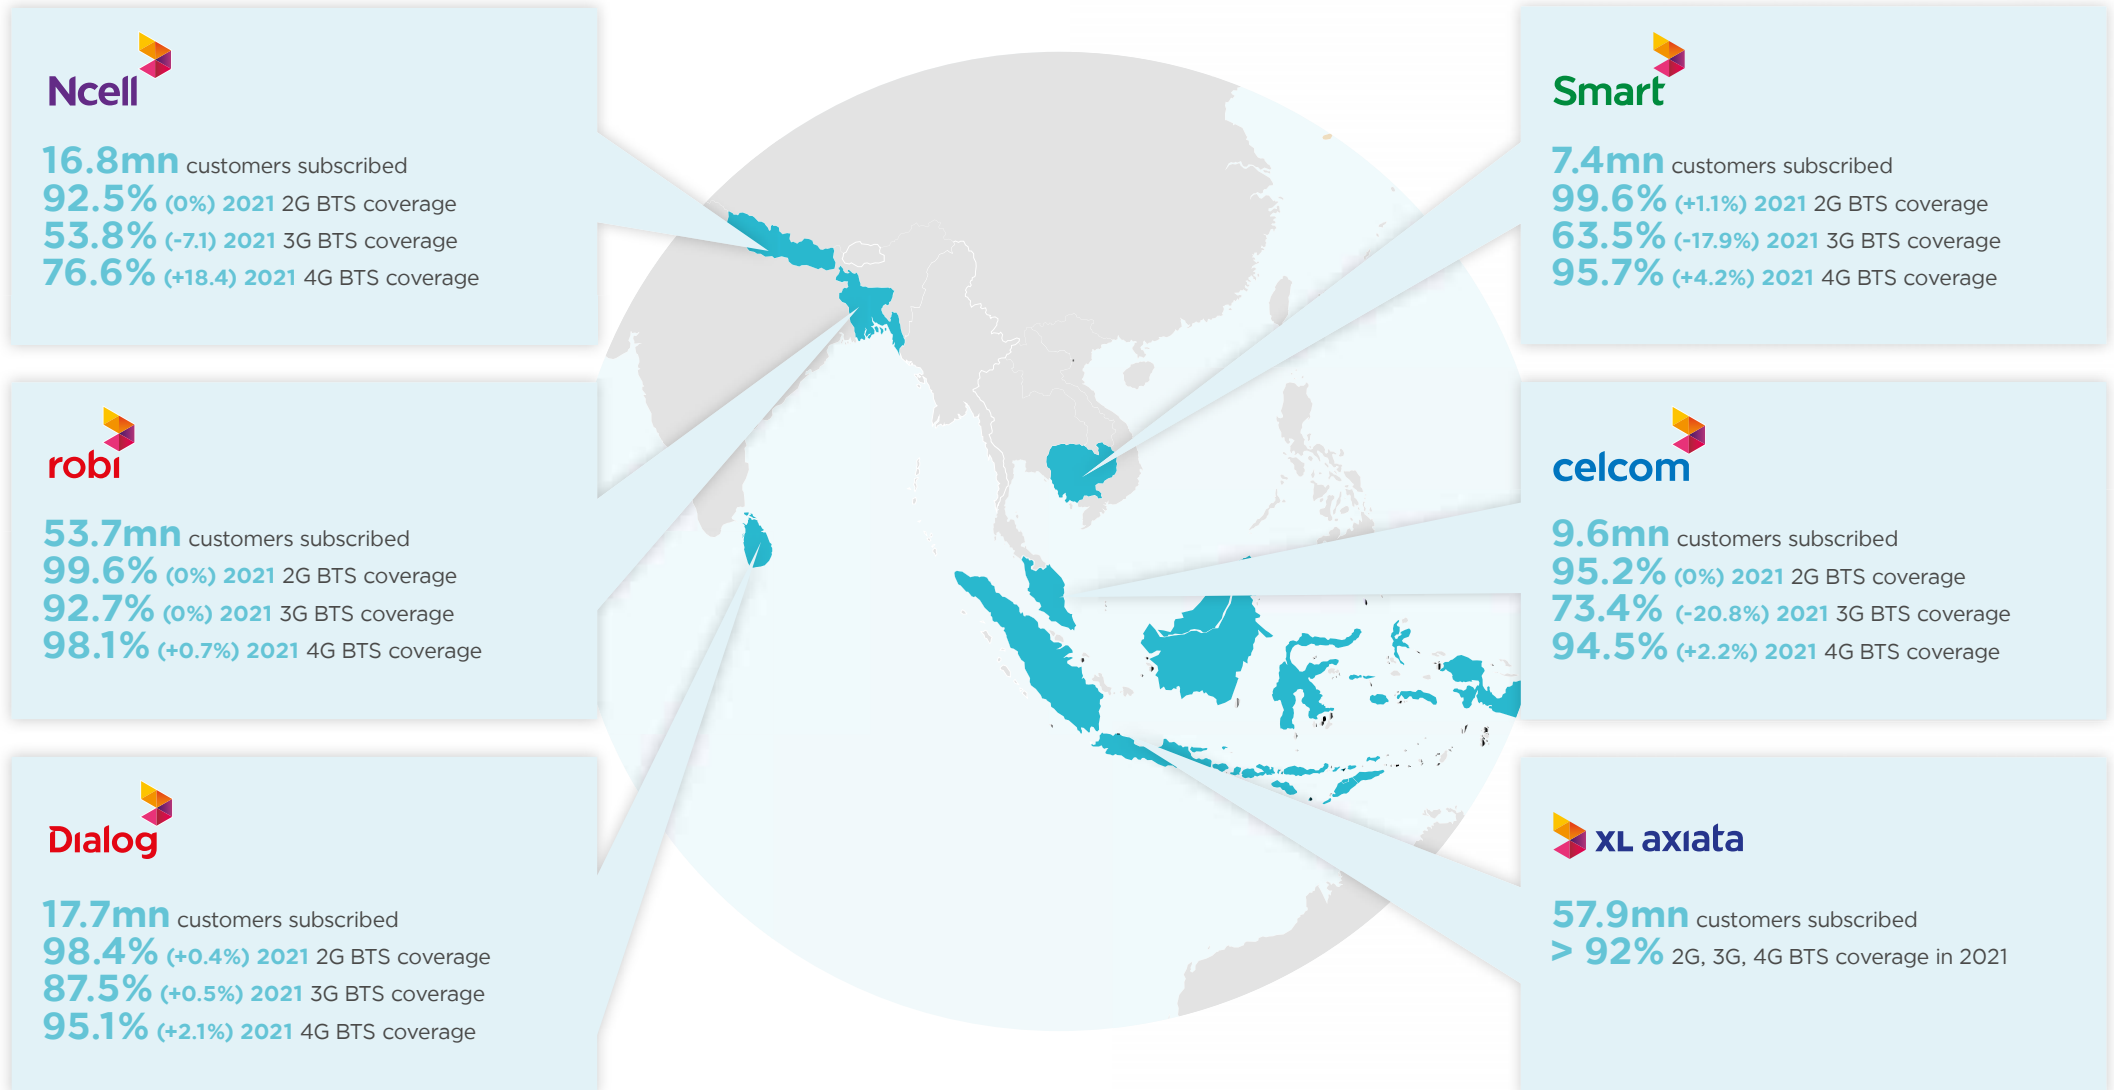 Ncell
16.8mn customers subscribed
92.5% (0%) 2021 2G BTS coverage
53.8% (-7.1) 2021 3G BTS coverage
76.6% (+18.4) 2021 4G BTS coverage
robi
53.7mn customers subscribed
99.6% (0%) 2021 2G BTS coverage
92.7% (0%) 2021 3G BTS coverage
98.1% (+0.7%) 2021 4G BTS coverage
Dialog
17.7mn customers subscribed
98.4% (+0.4%) 2021 2G BTS coverage
87.5% (+0.5%) 2021 3G BTS coverage
95.1% (+2.1%) 2021 4G BTS coverage
Smart
7.4mn customers subscribed
99.6% (+1.1%) 2021 2G BTS coverage
63.5% (-17.9%) 2021 3G BTS coverage
95.7% (+4.2%) 2021 4G BTS coverage
celcom
9.6mn customers subscribed
95.2% (0%) 2021 2G BTS coverage
73.4% (-20.8%) 2021 3G BTS coverage
94.5% (+2.2%) 2021 4G BTS coverage
XL axiata
57.9mn customers subscribed
> 92% 2G, 3G, 4G BTS coverage in 2021